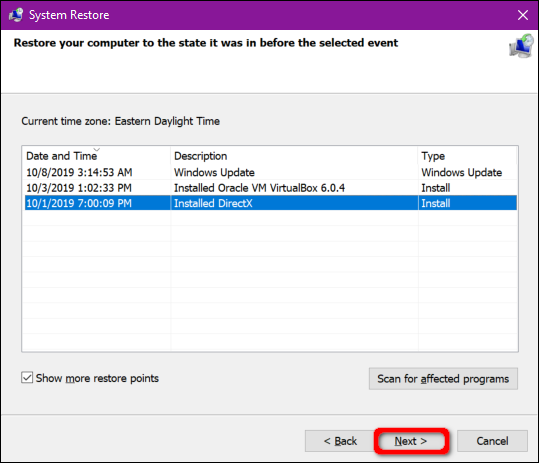 System Restore
Restore your computer to the state it was in before the selected event
Current time zone: Eastern Daylight Time
Date and Time Description Type
10/8/2019 3:14:53 AM Windows Update Windows Update
10/3/2019 1:02:33 PM Installed Oracle VM VirtualBox 6.0.4 Install
10/1/2019 7:00:09 PM Installed DirectX Install
Show more restore points Scan for affected programs
< Back Next > Cancel